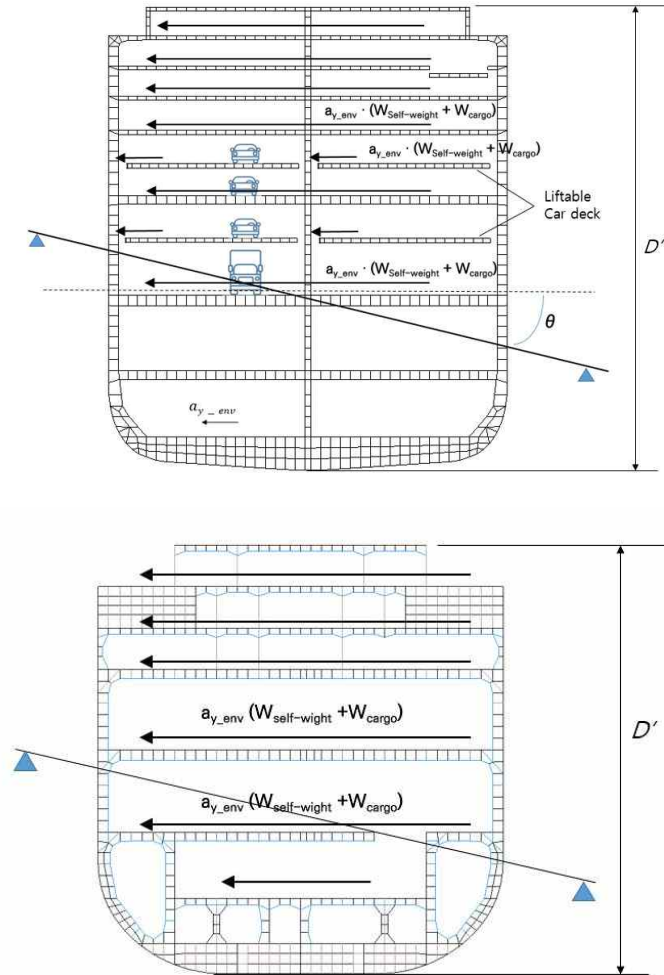 a_y_env · (W_Self-weight + W_cargo)
a_y_env · (W_Self-weight + W_cargo)
Liftable
Car deck
D'
a_y_env · (W_Self-weight + W_cargo)
θ
a_y_env
a_y_env (W_self-wight +W_cargo)
D'
a_y_env (W_self-wight +W_cargo)